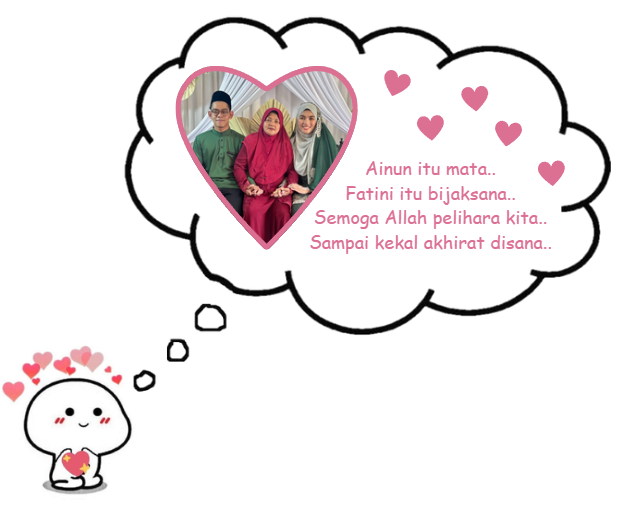 Ainun itu mata..
Fatini itu bijaksana..
Semoga Allah pelihara kita..
Sampai kekal akhirat disana..